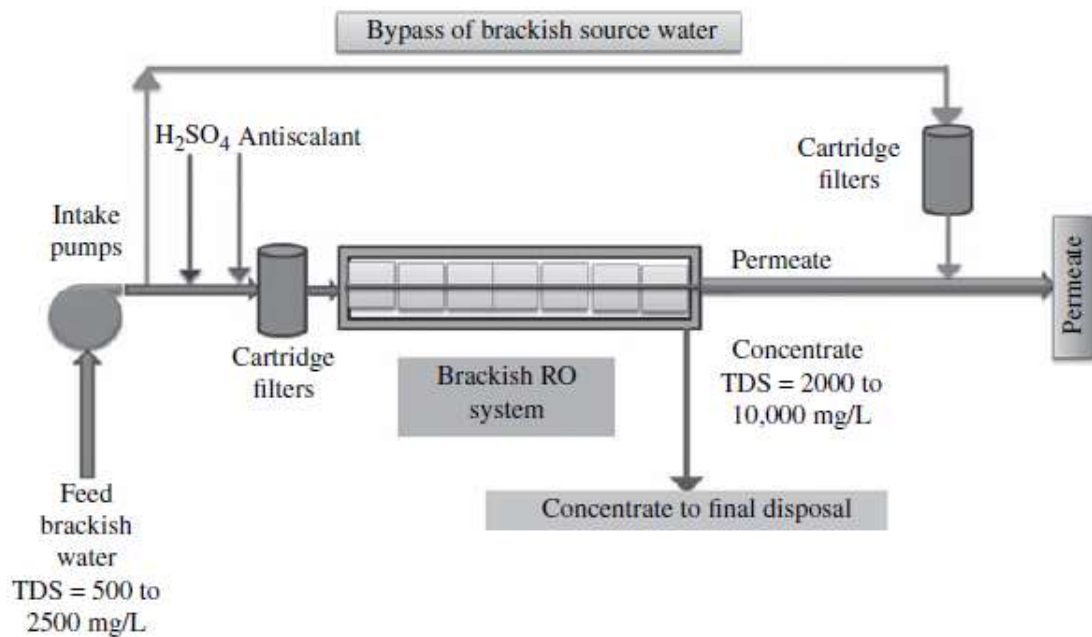 Bypass of brackish source water
H2SO4 Antiscalant
Cartridge
filters
Intake
pumps
Permeate
Permeate
Cartridge
filters
Brackish RO
system
Concentrate
TDS = 2000 to
10,000 mg/L
Concentrate to final disposal
Feed
brackish
water
TDS = 500 to
2500 mg/L